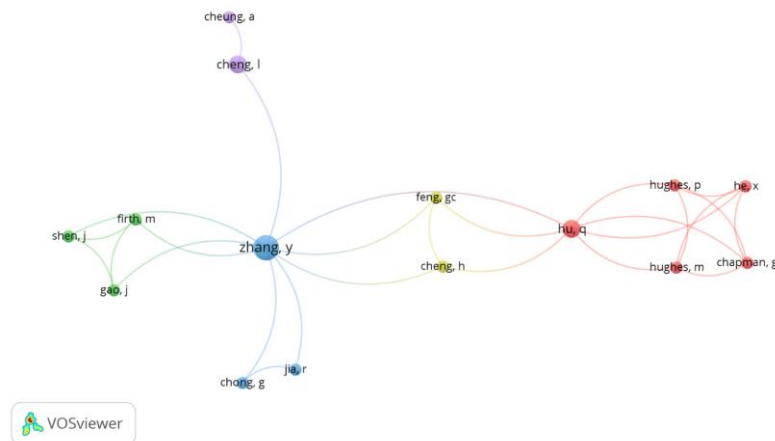 cheung, a
cheng, l
hughes, p
he, x
feng, gc
firth, m
hu, q
shen, j
zhang, y
hughes, m
chapman, g
cheng, h
gao, j
jia, r
chong, g
VOSviewer